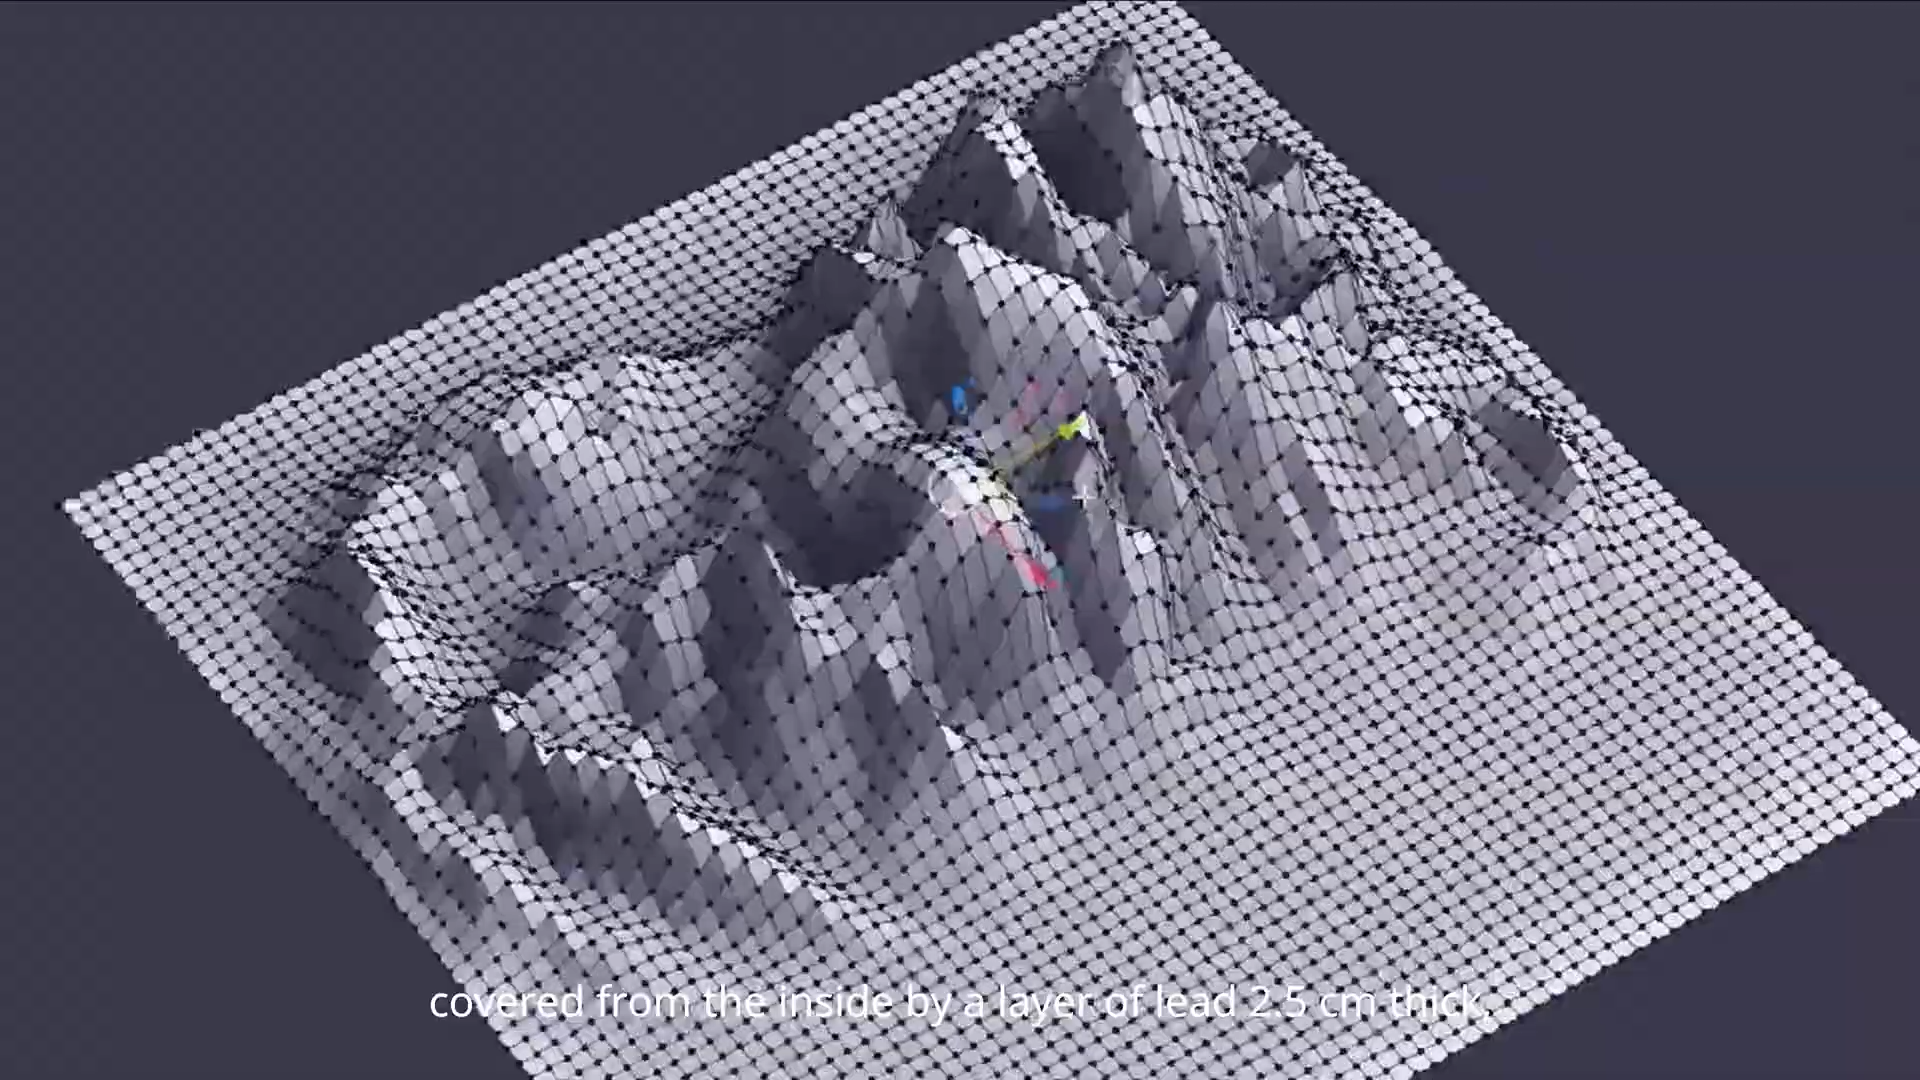 covered from the inside by a layer of lead 2.5 cm thick,